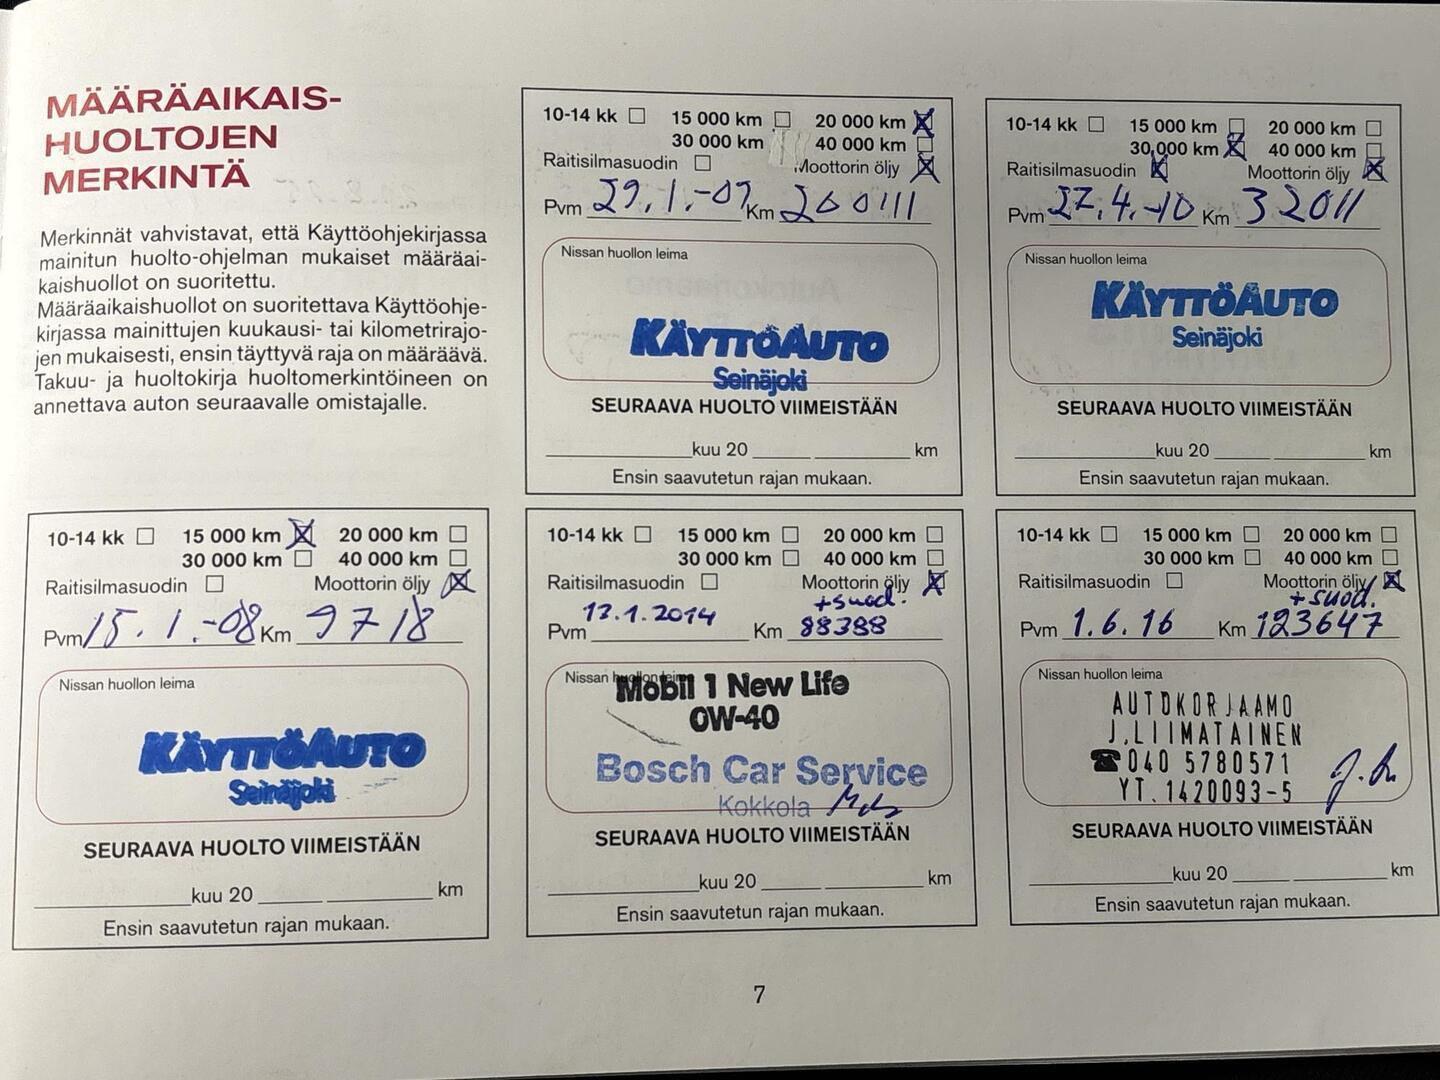 MÄÄRÄAIKAIS-
HUOLTOJEN
MERKINTÄ
Merkinnät vahvistavat, että Käyttöohjekirjassa
mainitun huolto-ohjelman mukaiset määräai-
kaishuollot on suoritettu.
Määräaikaishuollot on suoritettava Käyttöohje-
kirjassa mainittujen kuukausi- tai kilometrirajo-
jen mukaisesti, ensin täyttyvä raja on määräävä.
Takuu- ja huoltokirja huoltomerkintöineen on
annettava auton seuraavalle omistajalle.
10-14 kk 15 000 km 20 000 km
30 000 km 40 000 km
Raitisilmasuodin Moottorin öljy
Pvm 29.1.-09 Km 20011
Nissan huollon leima
KÄYTTÖAUTO
Seinäjoki
SEURAAVA HUOLTO VIIMEISTÄÄN
kuu 20 km
Ensin saavutetun rajan mukaan.
10-14 kk 15 000 km 20 000 km
30 000 km 40 000 km
Raitisilmasuodin Moottorin öljy
Pvm 27.4.-10 Km 32011
Nissan huollon leima
KÄYTTÖAUTO
Seinäjoki
SEURAAVA HUOLTO VIIMEISTÄÄN
kuu 20 km
Ensin saavutetun rajan mukaan.
10-14 kk 15 000 km 20 000 km
30 000 km 40 000 km
Raitisilmasuodin Moottorin öljy
Pvm 15.1.-08 Km 9718
Nissan huollon leima
KÄYTTÖAUTO
Seinäjoki
SEURAAVA HUOLTO VIIMEISTÄÄN
kuu 20 km
Ensin saavutetun rajan mukaan.
10-14 kk 15 000 km 20 000 km
30 000 km 40 000 km
Raitisilmasuodin Moottorin öljy
+suod.
Pvm 13.1.2014 Km 88388
Nissan huollon leima
Mobil 1 New Life
0W-40
Bosch Car Service
Kokkola
SEURAAVA HUOLTO VIIMEISTÄÄN
kuu 20 km
Ensin saavutetun rajan mukaan.
10-14 kk 15 000 km 20 000 km
30 000 km 40 000 km
Raitisilmasuodin Moottorin öljy
+suod.
Pvm 1.6.16 Km 123647
Nissan huollon leima
AUTOKORJAAMO
J.LIIMATAINEN
☎040 5780571
YT.1420093-5
SEURAAVA HUOLTO VIIMEISTÄÄN
kuu 20 km
Ensin saavutetun rajan mukaan.
7